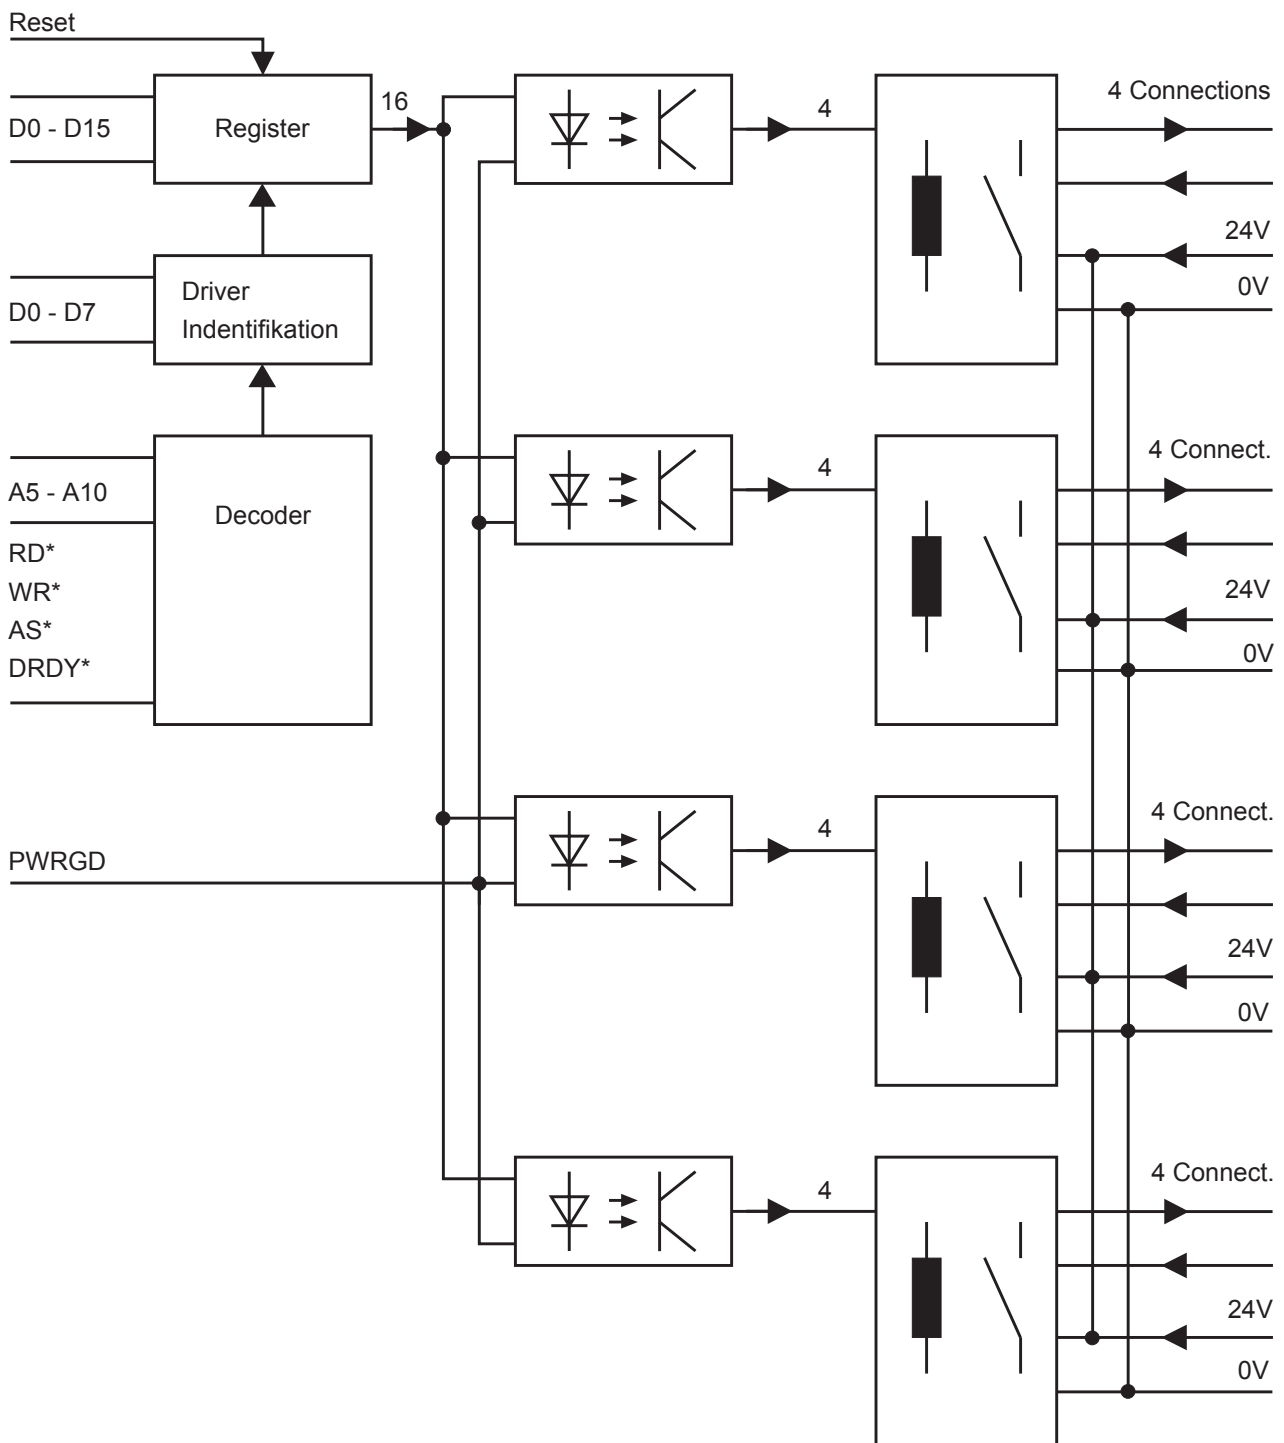 Reset
D0 - D15
Register
16
4
4 Connections
24V
0V
Driver
Indentifikation
D0 - D7
A5 - A10
Decoder
RD*
WR*
AS*
DRDY*
4
4 Connect.
24V
0V
PWRGD
4
4 Connect.
24V
0V
4
4 Connect.
24V
0V